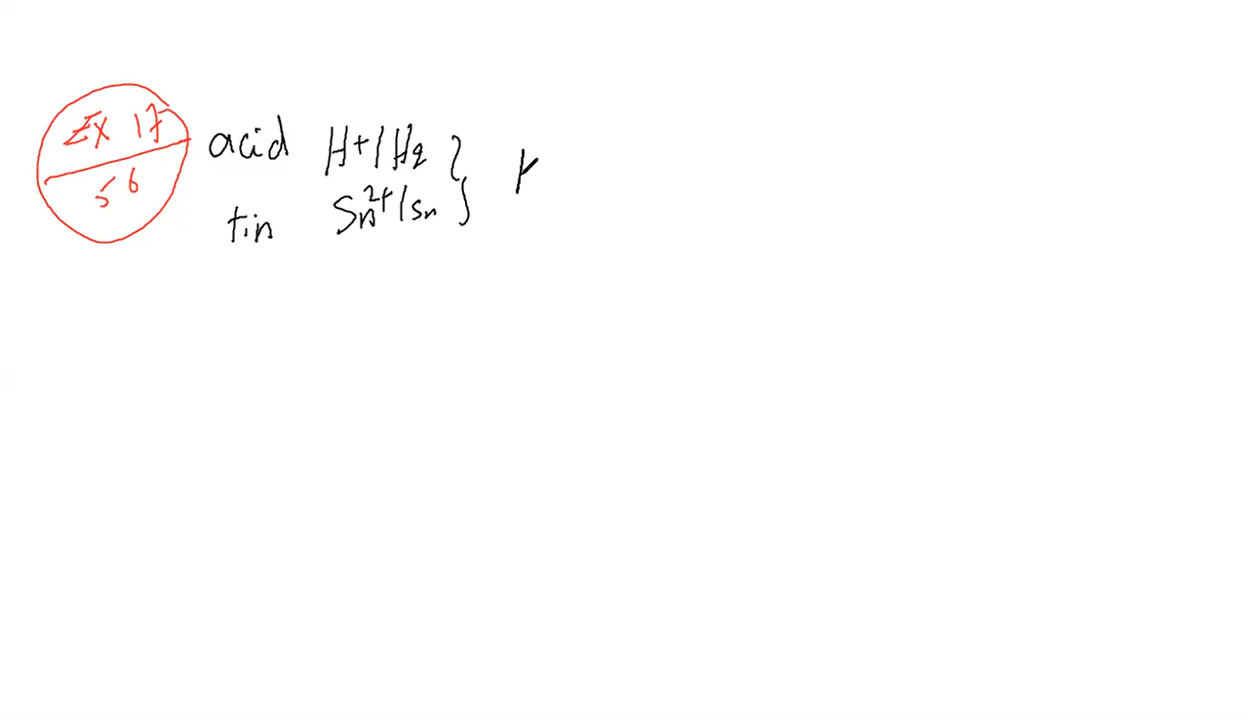 Ex 17
56
acid H+/H2 }
tin Sn2+/Sn